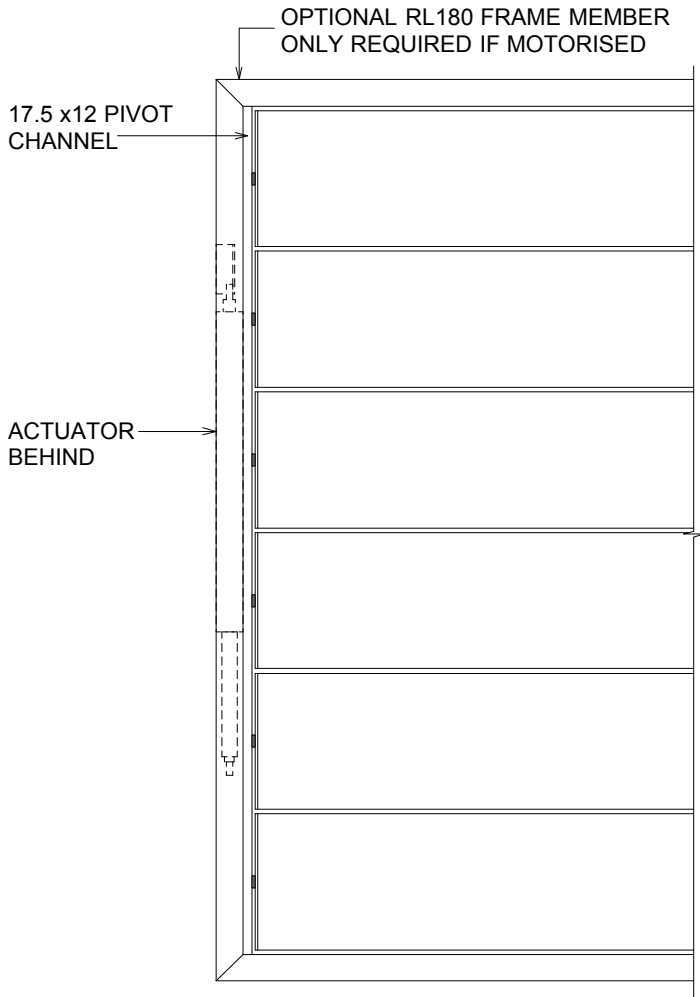 OPTIONAL RL180 FRAME MEMBER
ONLY REQUIRED IF MOTORISED
17.5 x12 PIVOT
CHANNEL
ACTUATOR
BEHIND